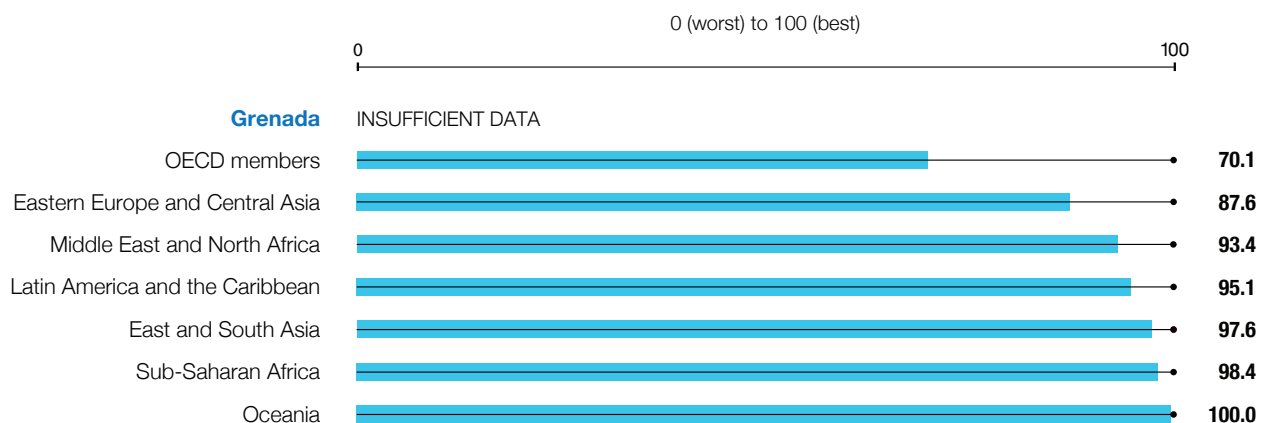 0 (worst) to 100 (best)
0 100
Grenada INSUFFICIENT DATA
OECD members 70.1
Eastern Europe and Central Asia 87.6
Middle East and North Africa 93.4
Latin America and the Caribbean 95.1
East and South Asia 97.6
Sub-Saharan Africa 98.4
Oceania 100.0